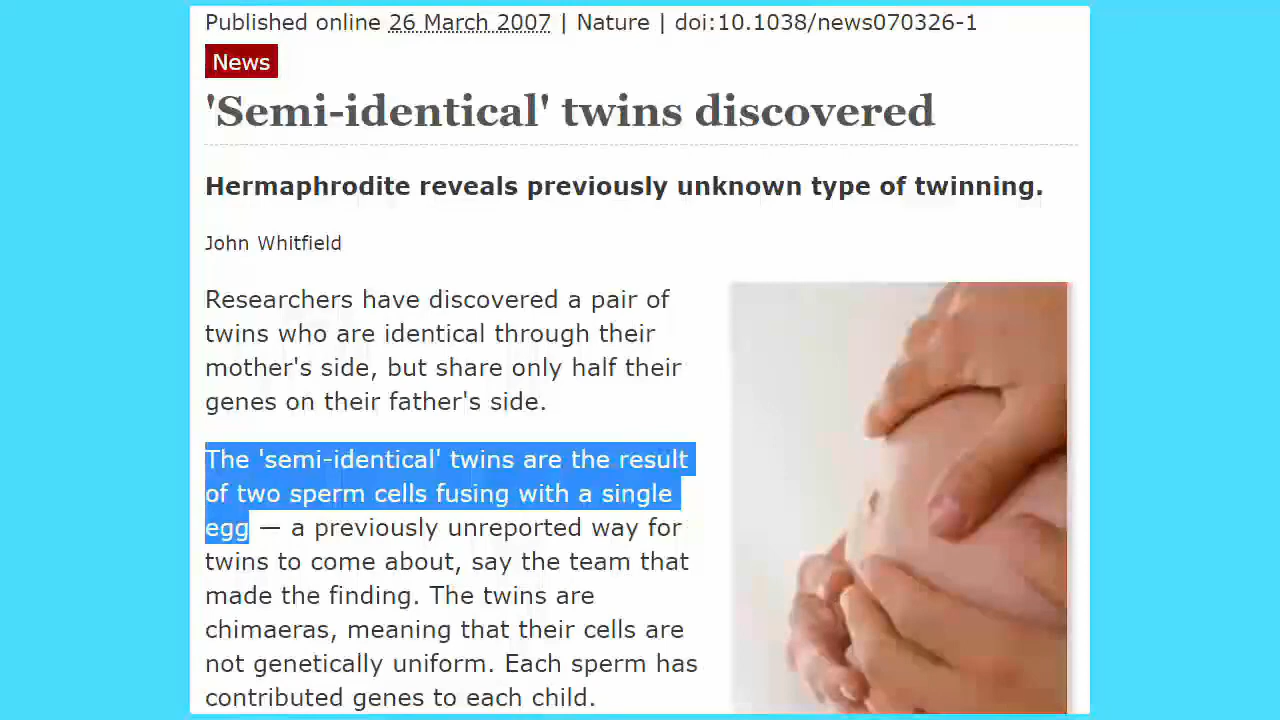 Published online 26 March 2007 | Nature | doi:10.1038/news070326-1
News
'Semi-identical' twins discovered
Hermaphrodite reveals previously unknown type of twinning.
John Whitfield
Researchers have discovered a pair of
twins who are identical through their
mother's side, but share only half their
genes on their father's side.
The 'semi-identical' twins are the result
of two sperm cells fusing with a single
egg — a previously unreported way for
twins to come about, say the team that
made the finding. The twins are
chimaeras, meaning that their cells are
not genetically uniform. Each sperm has
contributed genes to each child.